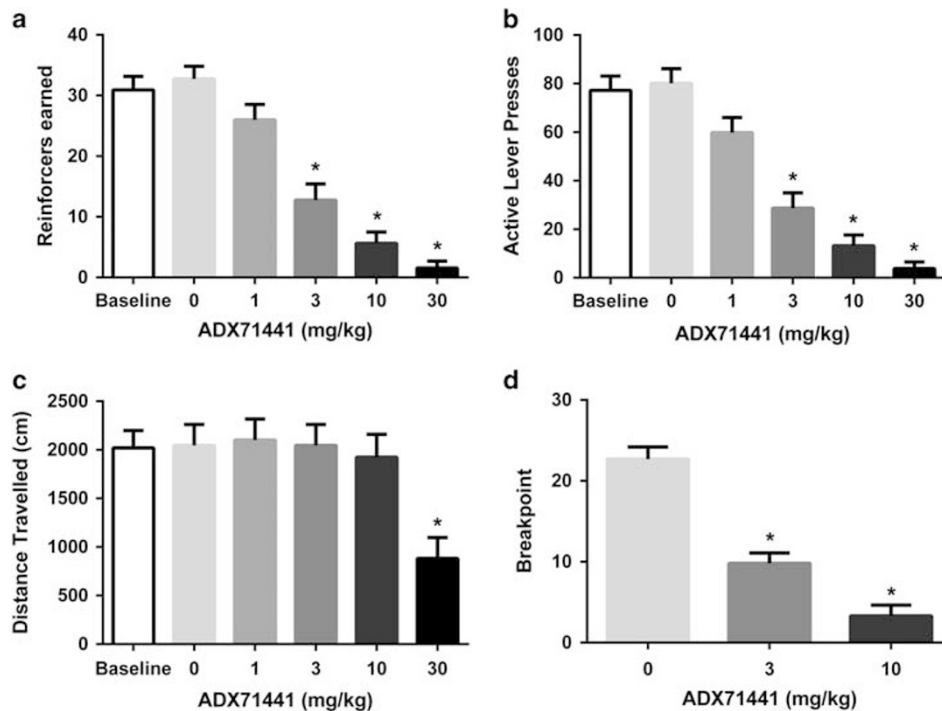 a
40
30
20
10
0
Reinforcers earned
* * *
Baseline 0 1 3 10 30
ADX71441 (mg/kg)
b
100
80
60
40
20
0
Active Lever Presses
* * *
Baseline 0 1 3 10 30
ADX71441 (mg/kg)
c
2500
2000
1500
1000
500
0
Distance Travelled (cm)
*
Baseline 0 1 3 10 30
ADX71441 (mg/kg)
d
30
20
10
0
Breakpoint
* *
0 3 10
ADX71441 (mg/kg)